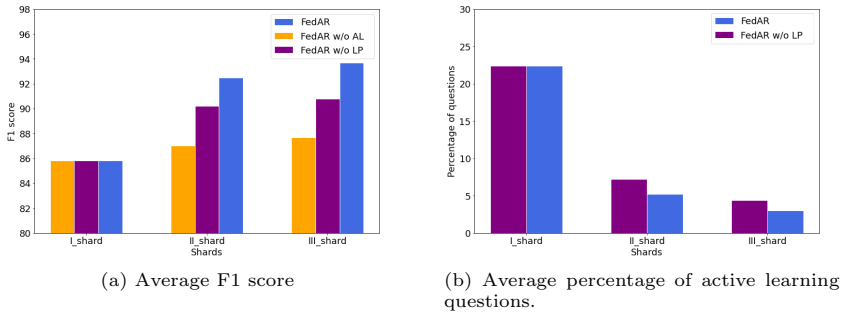 98
96
94
92
90
88
86
84
82
80
F1 score
FedAR
FedAR w/o AL
FedAR w/o LP
I_shard
II_shard
III_shard
Shards
(a) Average F1 score
30
25
20
15
10
5
0
Percentage of questions
FedAR w/o LP
FedAR
I_shard
II_shard
III_shard
Shards
(b) Average percentage of active learning
questions.